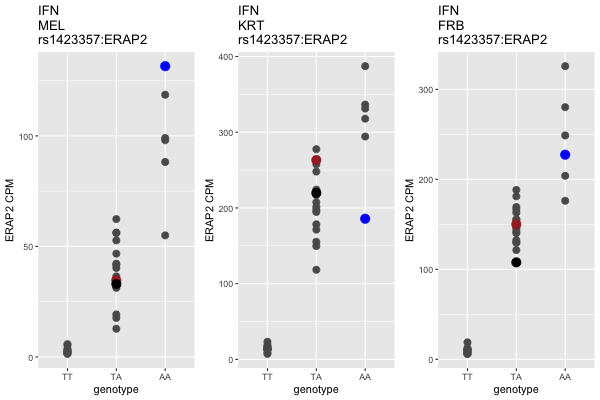 IFN
MEL
rs1423357:ERAP2
ERAP2 CPM
100
50
0
TT TA AA
genotype
IFN
KRT
rs1423357:ERAP2
ERAP2 CPM
400
300
200
100
0
TT TA AA
genotype
IFN
FRB
rs1423357:ERAP2
ERAP2 CPM
300
200
100
0
TT TA AA
genotype